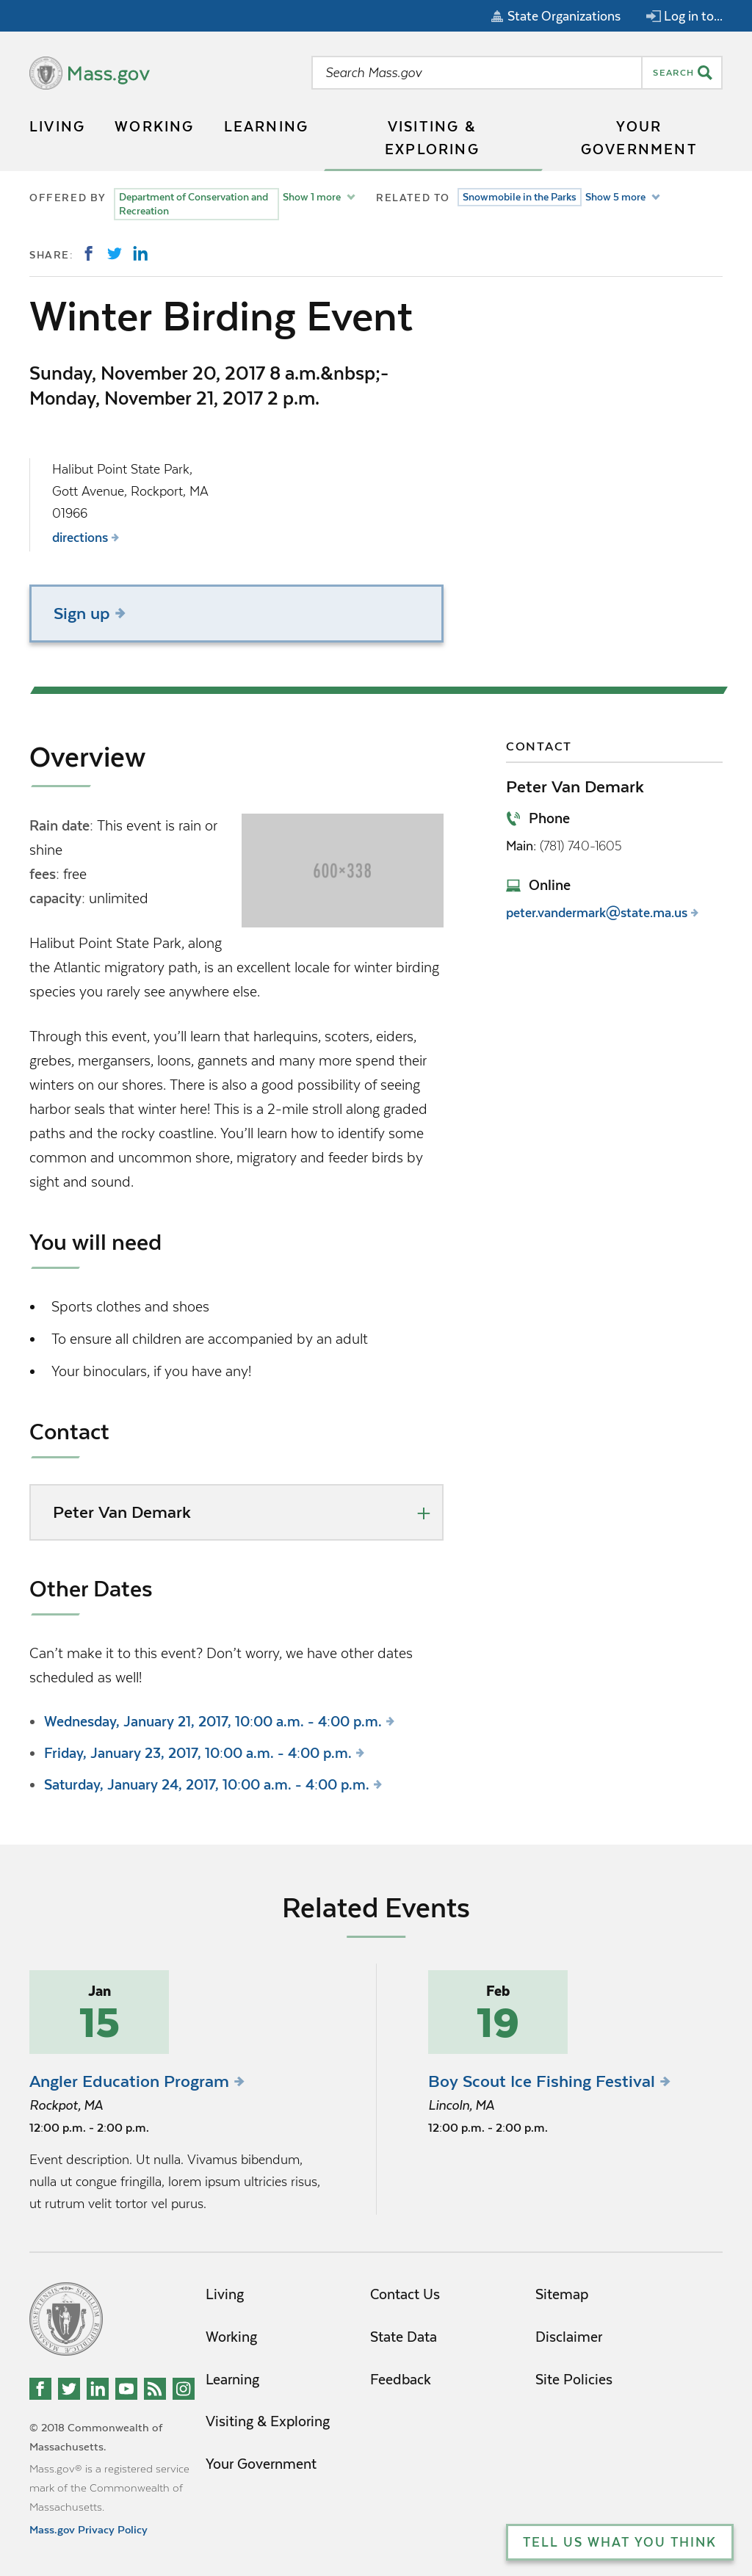 State Organizations
Log in to...
Mass.gov
Search Mass.gov
SEARCH
LIVING
WORKING
LEARNING
VISITING &
EXPLORING
YOUR
GOVERNMENT
OFFERED BY
Department of Conservation and
Recreation
Show 1 more
RELATED TO
Snowmobile in the Parks
Show 5 more
SHARE:
Winter Birding Event
Sunday, November 20, 2017 8 a.m.&nbsp;-
Monday, November 21, 2017 2 p.m.
Halibut Point State Park,
Gott Avenue, Rockport, MA
01966
directions
Sign up
Overview
Rain date: This event is rain or
shine
fees: free
capacity: unlimited
600×338
Halibut Point State Park, along
the Atlantic migratory path, is an excellent locale for winter birding
species you rarely see anywhere else.
Through this event, you'll learn that harlequins, scoters, eiders,
grebes, mergansers, loons, gannets and many more spend their
winters on our shores. There is also a good possibility of seeing
harbor seals that winter here! This is a 2-mile stroll along graded
paths and the rocky coastline. You'll learn how to identify some
common and uncommon shore, migratory and feeder birds by
sight and sound.
You will need
• Sports clothes and shoes
• To ensure all children are accompanied by an adult
• Your binoculars, if you have any!
Contact
Peter Van Demark
Other Dates
Can't make it to this event? Don't worry, we have other dates
scheduled as well!
• Wednesday, January 21, 2017, 10:00 a.m. - 4:00 p.m.
• Friday, January 23, 2017, 10:00 a.m. - 4:00 p.m.
• Saturday, January 24, 2017, 10:00 a.m. - 4:00 p.m.
CONTACT
Peter Van Demark
Phone
Main: (781) 740-1605
Online
peter.vandermark@state.ma.us
Related Events
Jan
15
Angler Education Program
Rockpot, MA
12:00 p.m. - 2:00 p.m.
Event description. Ut nulla. Vivamus bibendum,
nulla ut congue fringilla, lorem ipsum ultricies risus,
ut rutrum velit tortor vel purus.
Feb
19
Boy Scout Ice Fishing Festival
Lincoln, MA
12:00 p.m. - 2:00 p.m.
Living
Working
Learning
Visiting & Exploring
Your Government
Contact Us
State Data
Feedback
Sitemap
Disclaimer
Site Policies
© 2018 Commonwealth of
Massachusetts.
Mass.gov® is a registered service
mark of the Commonwealth of
Massachusetts.
Mass.gov Privacy Policy
TELL US WHAT YOU THINK